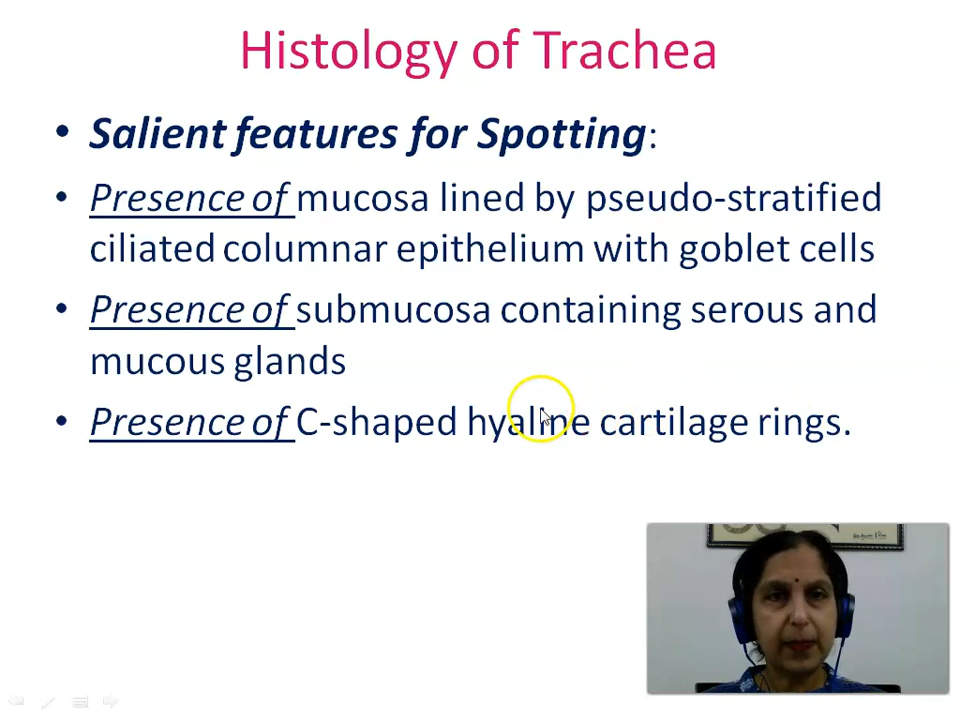 Histology of Trachea
• Salient features for Spotting:
• Presence of mucosa lined by pseudo-stratified
ciliated columnar epithelium with goblet cells
• Presence of submucosa containing serous and
mucous glands
• Presence of C-shaped hyaline cartilage rings.